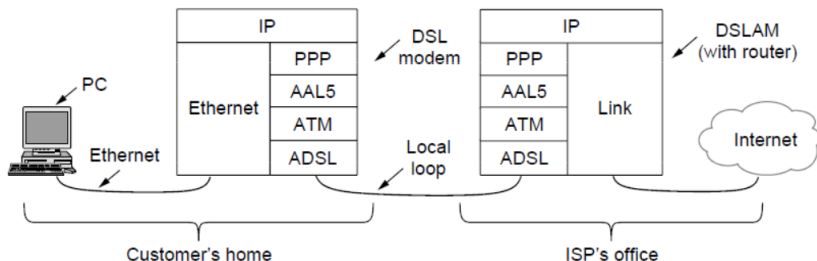 PC
Ethernet
IP
Ethernet
PPP
AAL5
ATM
ADSL
DSL
modem
Local
loop
IP
PPP
AAL5
ATM
ADSL
Link
DSLAM
(with router)
Internet
Customer's home
ISP's office